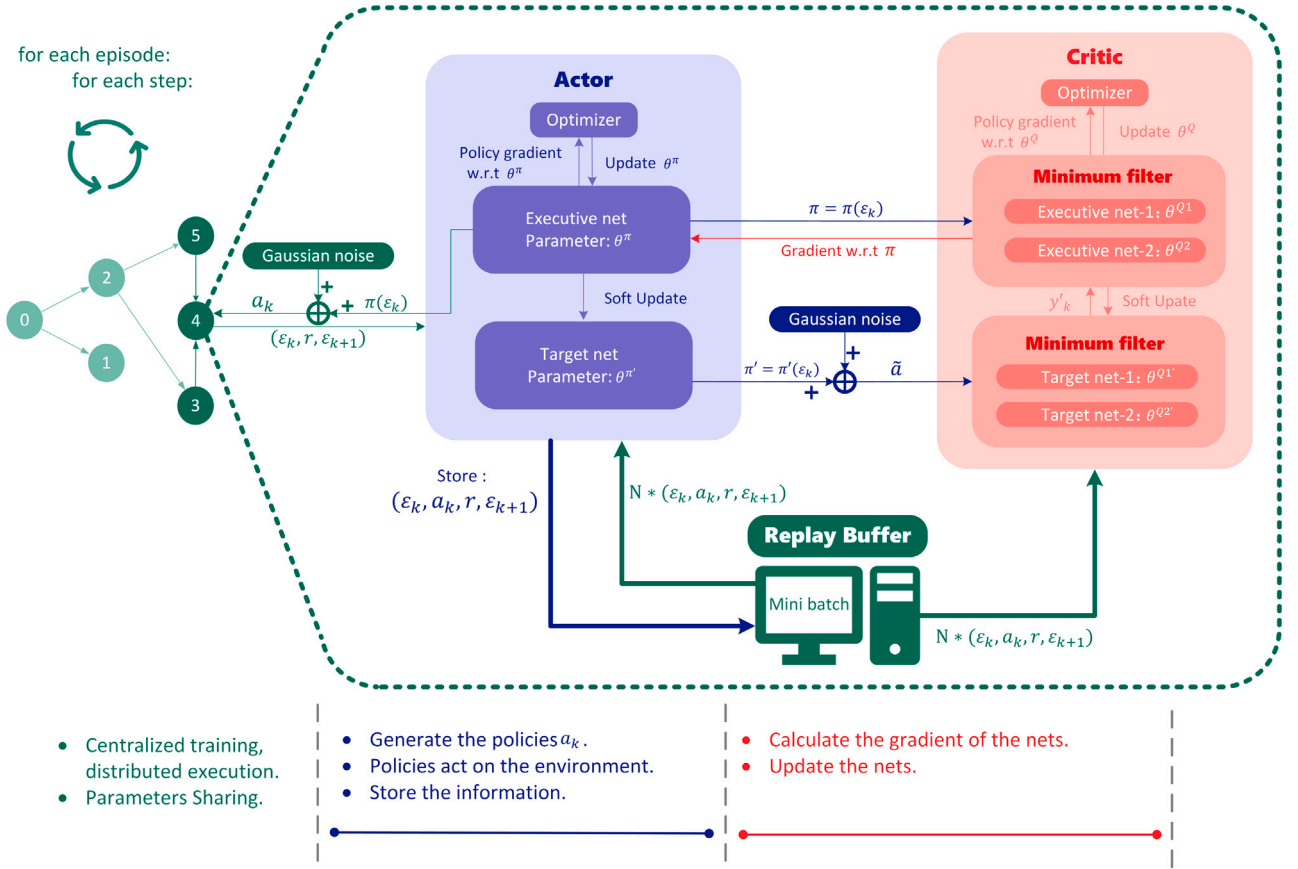 for each episode:
for each step:
0
1
2
3
4
5
Gaussian noise
+
+
a_k
π(ε_k)
(ε_k, r, ε_{k+1})
Actor
Optimizer
Policy gradient
w.r.t θ^π
Update θ^π
Executive net
Parameter: θ^π
Soft Update
Target net
Parameter: θ^{π'}
π = π(ε_k)
Gradient w.r.t π
Gaussian noise
+
+
π' = π'(ε_k)
ã
Critic
Optimizer
Policy gradient
w.r.t θ^Q
Update θ^Q
Minimum filter
Executive net-1: θ^{Q1}
Executive net-2: θ^{Q2}
y'_k
Soft Upate
Minimum filter
Target net-1: θ^{Q1'}
Target net-2: θ^{Q2'}
Store :
(ε_k, a_k, r, ε_{k+1})
N * (ε_k, a_k, r, ε_{k+1})
Replay Buffer
Mini batch
N * (ε_k, a_k, r, ε_{k+1})
• Centralized training,
distributed execution.
• Parameters Sharing.
• Generate the policies a_k.
• Policies act on the environment.
• Store the information.
• Calculate the gradient of the nets.
• Update the nets.